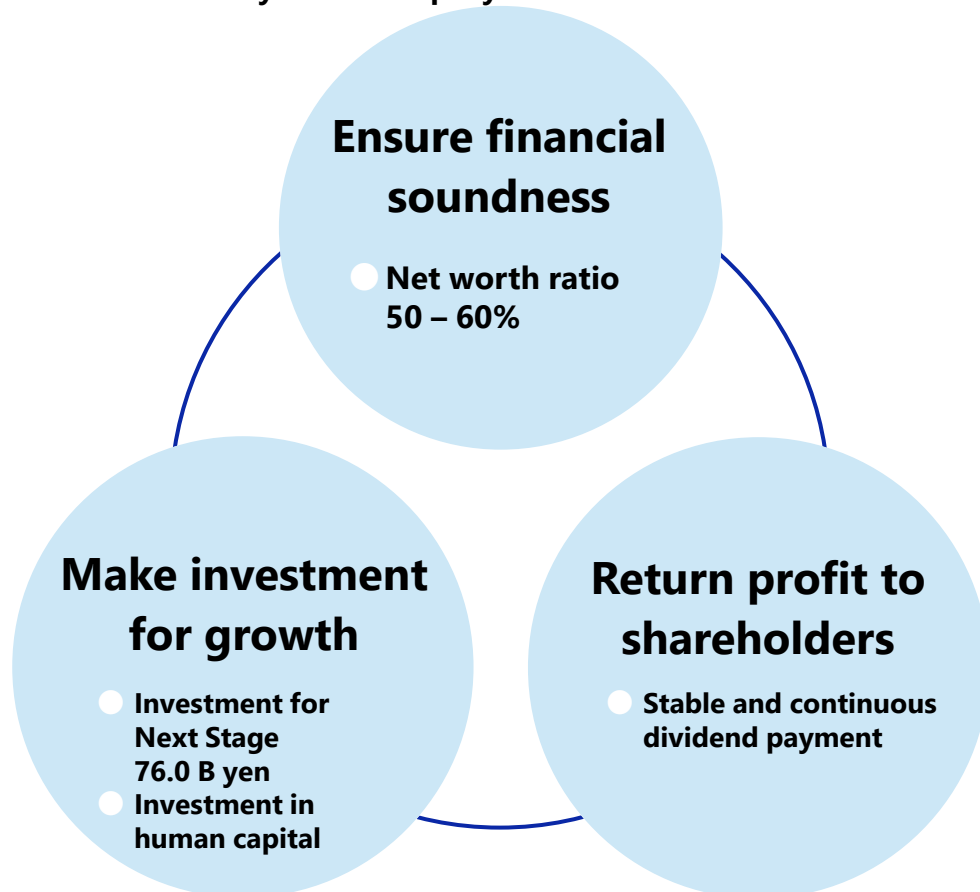 Ensure financial
soundness
Net worth ratio
50 – 60%
Make investment
for growth
Investment for
Next Stage
76.0 B yen
Investment in
human capital
Return profit to
shareholders
Stable and continuous
dividend payment